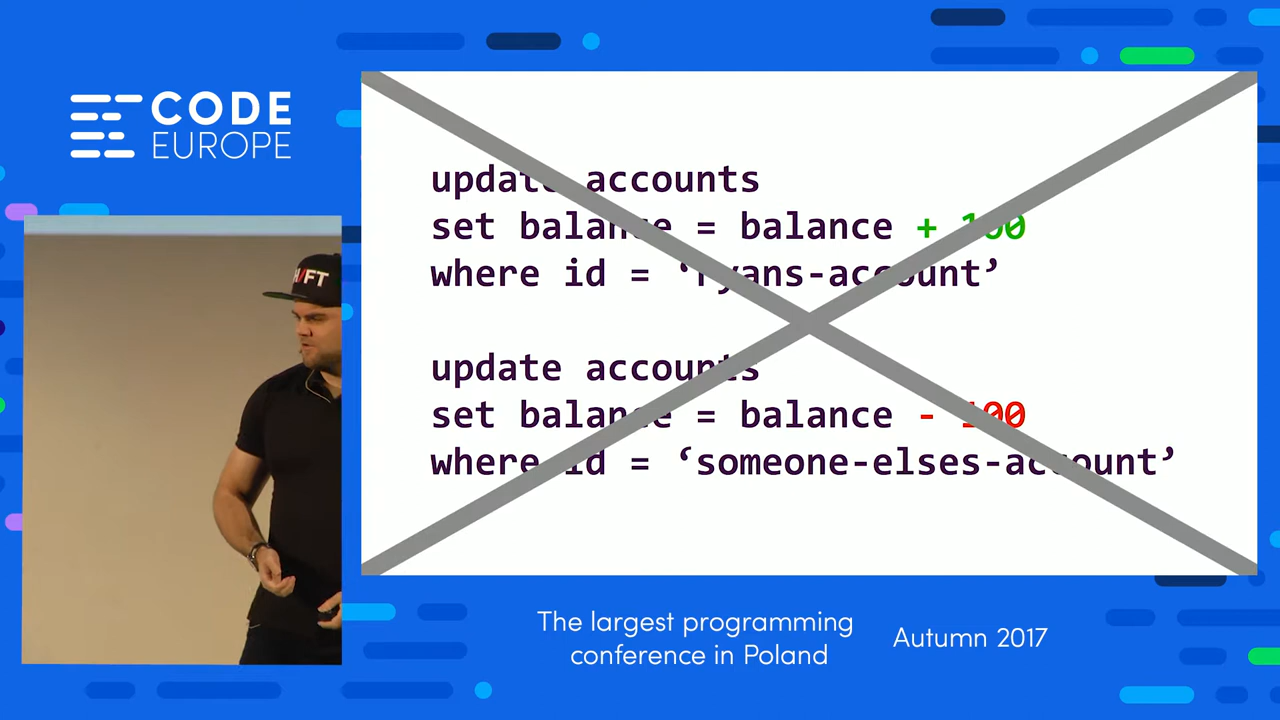 CODE
EUROPE
H/FT
update accounts
set balance = balance + 100
where id = ‘ryans-account’
update accounts
set balance = balance - 100
where id = ‘someone-elses-account’
The largest programming
conference in Poland
Autumn 2017